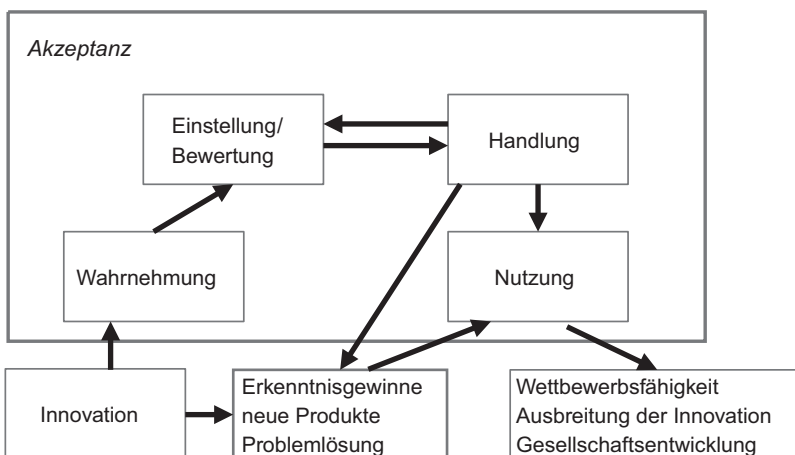 Akzeptanz
Einstellung/
Bewertung
Handlung
Wahrnehmung
Nutzung
Innovation
Erkenntnisgewinne
neue Produkte
Problemlösung
Wettbewerbsfähigkeit
Ausbreitung der Innovation
Gesellschaftsentwicklung